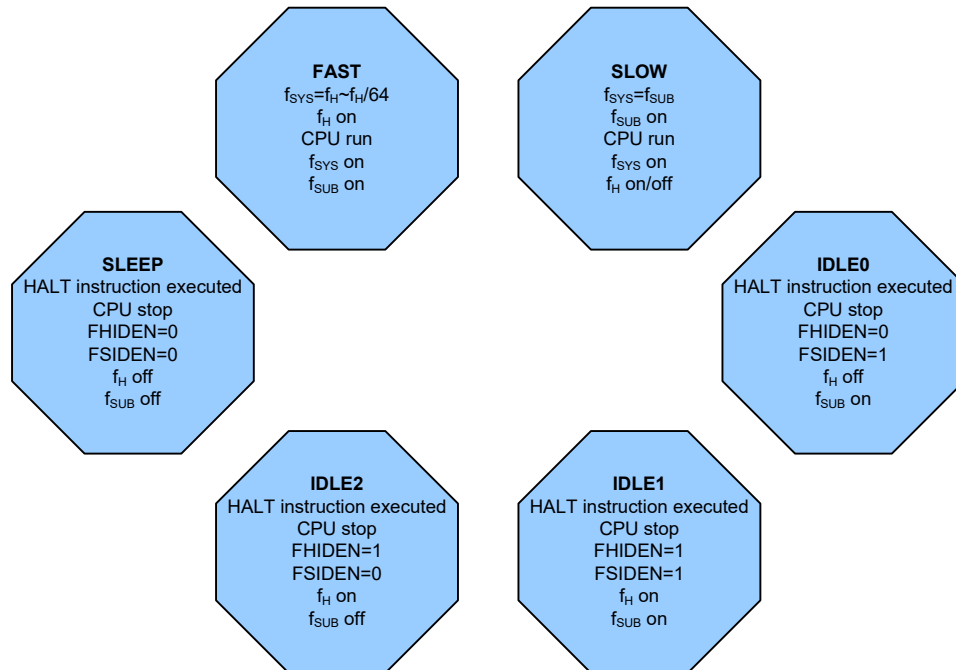 FAST
fSYS=fH~fH/64
fH on
CPU run
fSYS on
fSUB on
SLOW
fSYS=fSUB
fSUB on
CPU run
fSYS on
fH on/off
SLEEP
HALT instruction executed
CPU stop
FHIDEN=0
FSIDEN=0
fH off
fSUB off
IDLE0
HALT instruction executed
CPU stop
FHIDEN=0
FSIDEN=1
fH off
fSUB on
IDLE2
HALT instruction executed
CPU stop
FHIDEN=1
FSIDEN=0
fH on
fSUB off
IDLE1
HALT instruction executed
CPU stop
FHIDEN=1
FSIDEN=1
fH on
fSUB on